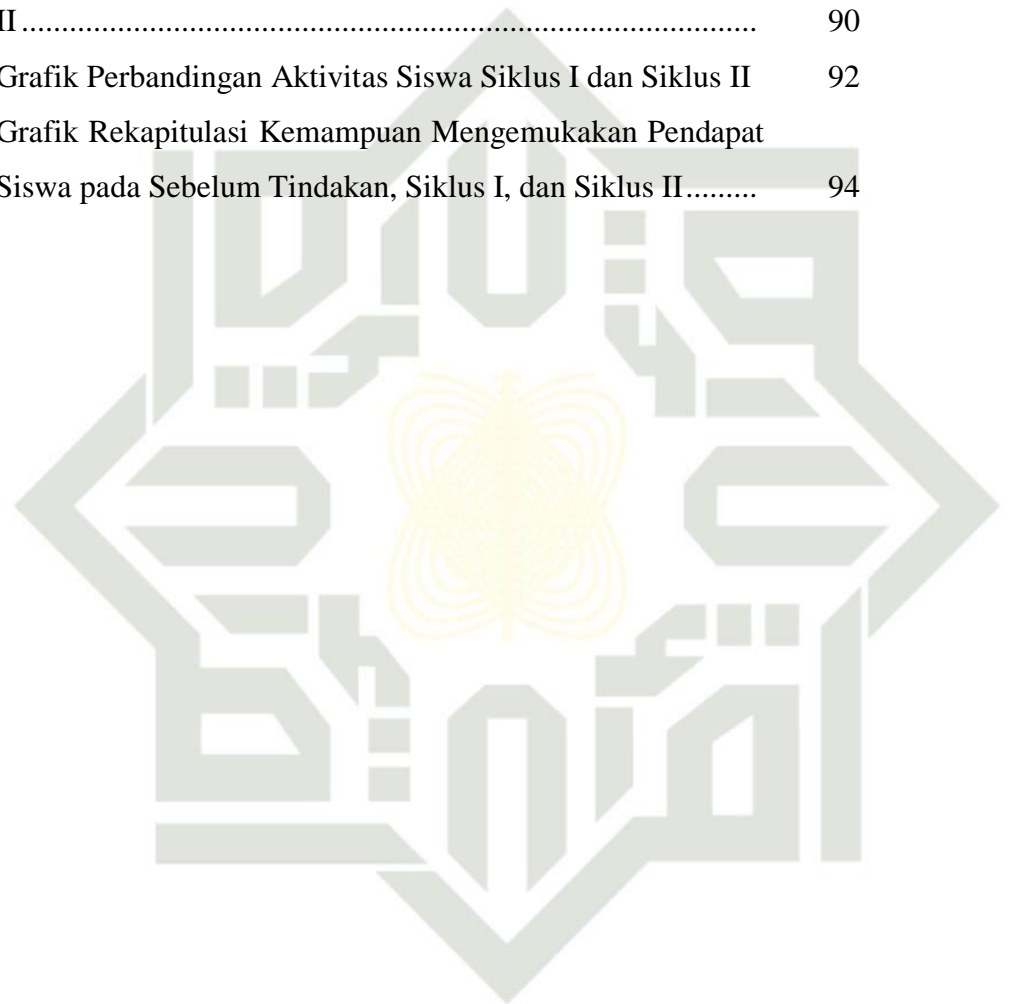 II ............................................................................................ 90
Grafik Perbandingan Aktivitas Siswa Siklus I dan Siklus II 92
Grafik Rekapitulasi Kemampuan Mengemukakan Pendapat
Siswa pada Sebelum Tindakan, Siklus I, dan Siklus II......... 94